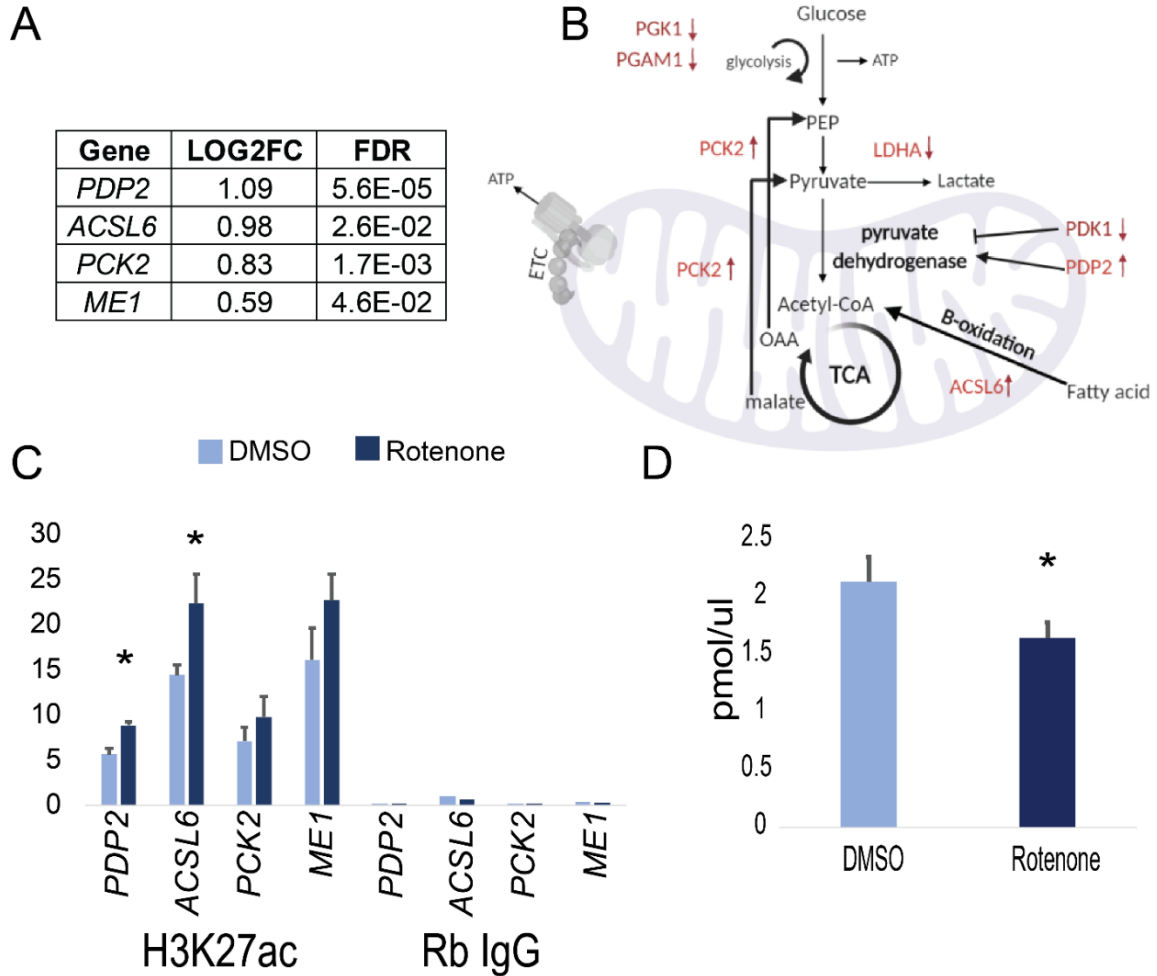 A
Gene LOG2FC FDR
PDP2 1.09 5.6E-05
ACSL6 0.98 2.6E-02
PCK2 0.83 1.7E-03
ME1 0.59 4.6E-02
B
Glucose
PGK1↓
PGAM1↓
glycolysis
ATP
PEP
PCK2↑
LDHA↓
Pyruvate
Lactate
ATP
ETC
pyruvate
dehydrogenase
PDK1↓
PDP2↑
PCK2↑
Acetyl-CoA
B-oxidation
OAA
TCA
ACSL6↑
Fatty acid
malate
C
DMSO Rotenone
30
25
20
15
10
5
0
* *
PDP2 ACSL6 PCK2 ME1 PDP2 ACSL6 PCK2 ME1
H3K27ac Rb IgG
D
pmol/ul
2.5
2
1.5
1
0.5
0
*
DMSO Rotenone